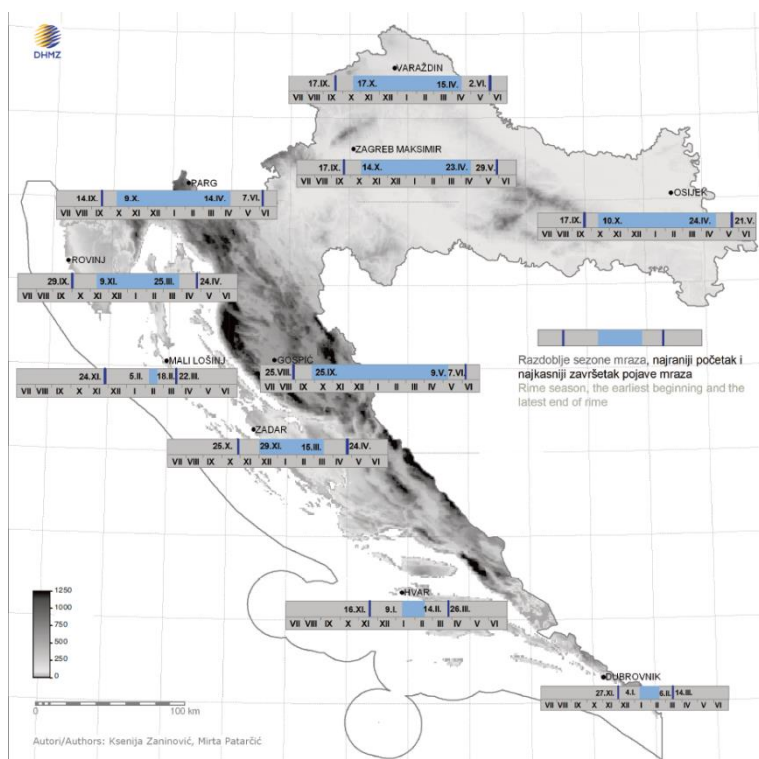 DHMZ
VARAŽDIN
17.IX. 17.X. 15.IV. 2.VI.
VII VIII IX X XI XII I II III IV V VI
ZAGREB MAKSIMIR
17.IX. 14.X. 23.IV. 29.V.
VII VIII IX X XI XII I II III IV V VI
PARG
14.IX. 9.X. 14.IV. 7.VI.
VII VIII IX X XI XII I II III IV V VI
OSIJEK
17.IX. 10.X. 24.IV. 21.V.
VII VIII IX X XI XII I II III IV V VI
ROVINJ
29.IX. 9.XI. 25.III. 24.IV.
VII VIII IX X XI XII I II III IV V VI
MALI LOŠINJ
24.XI. 5.II. 18.II. 22.III.
VII VIII IX X XI XII I II III IV V VI
GOSPIĆ
25.VIII. 25.IX. 9.V. 7.VI.
VII VIII IX X XI XII I II III IV V VI
Razdoblje sezone mraza, najraniji početak i
najkasniji završetak pojave mraza
Rime season, the earliest beginning and the
latest end of rime
ZADAR
25.X. 29.XI. 15.III. 24.IV.
VII VIII IX X XI XII I II III IV V VI
HVAR
16.XI. 9.I. 14.II. 26.III.
VII VIII IX X XI XII I II III IV V VI
DUBROVNIK
27.XI. 4.I. 6.II. 14.III.
VII VIII IX X XI XII I II III IV V VI
1250
1000
750
500
250
0
0 100 km
Autori/Authors: Ksenija Zaninović, Mirta Patarčić